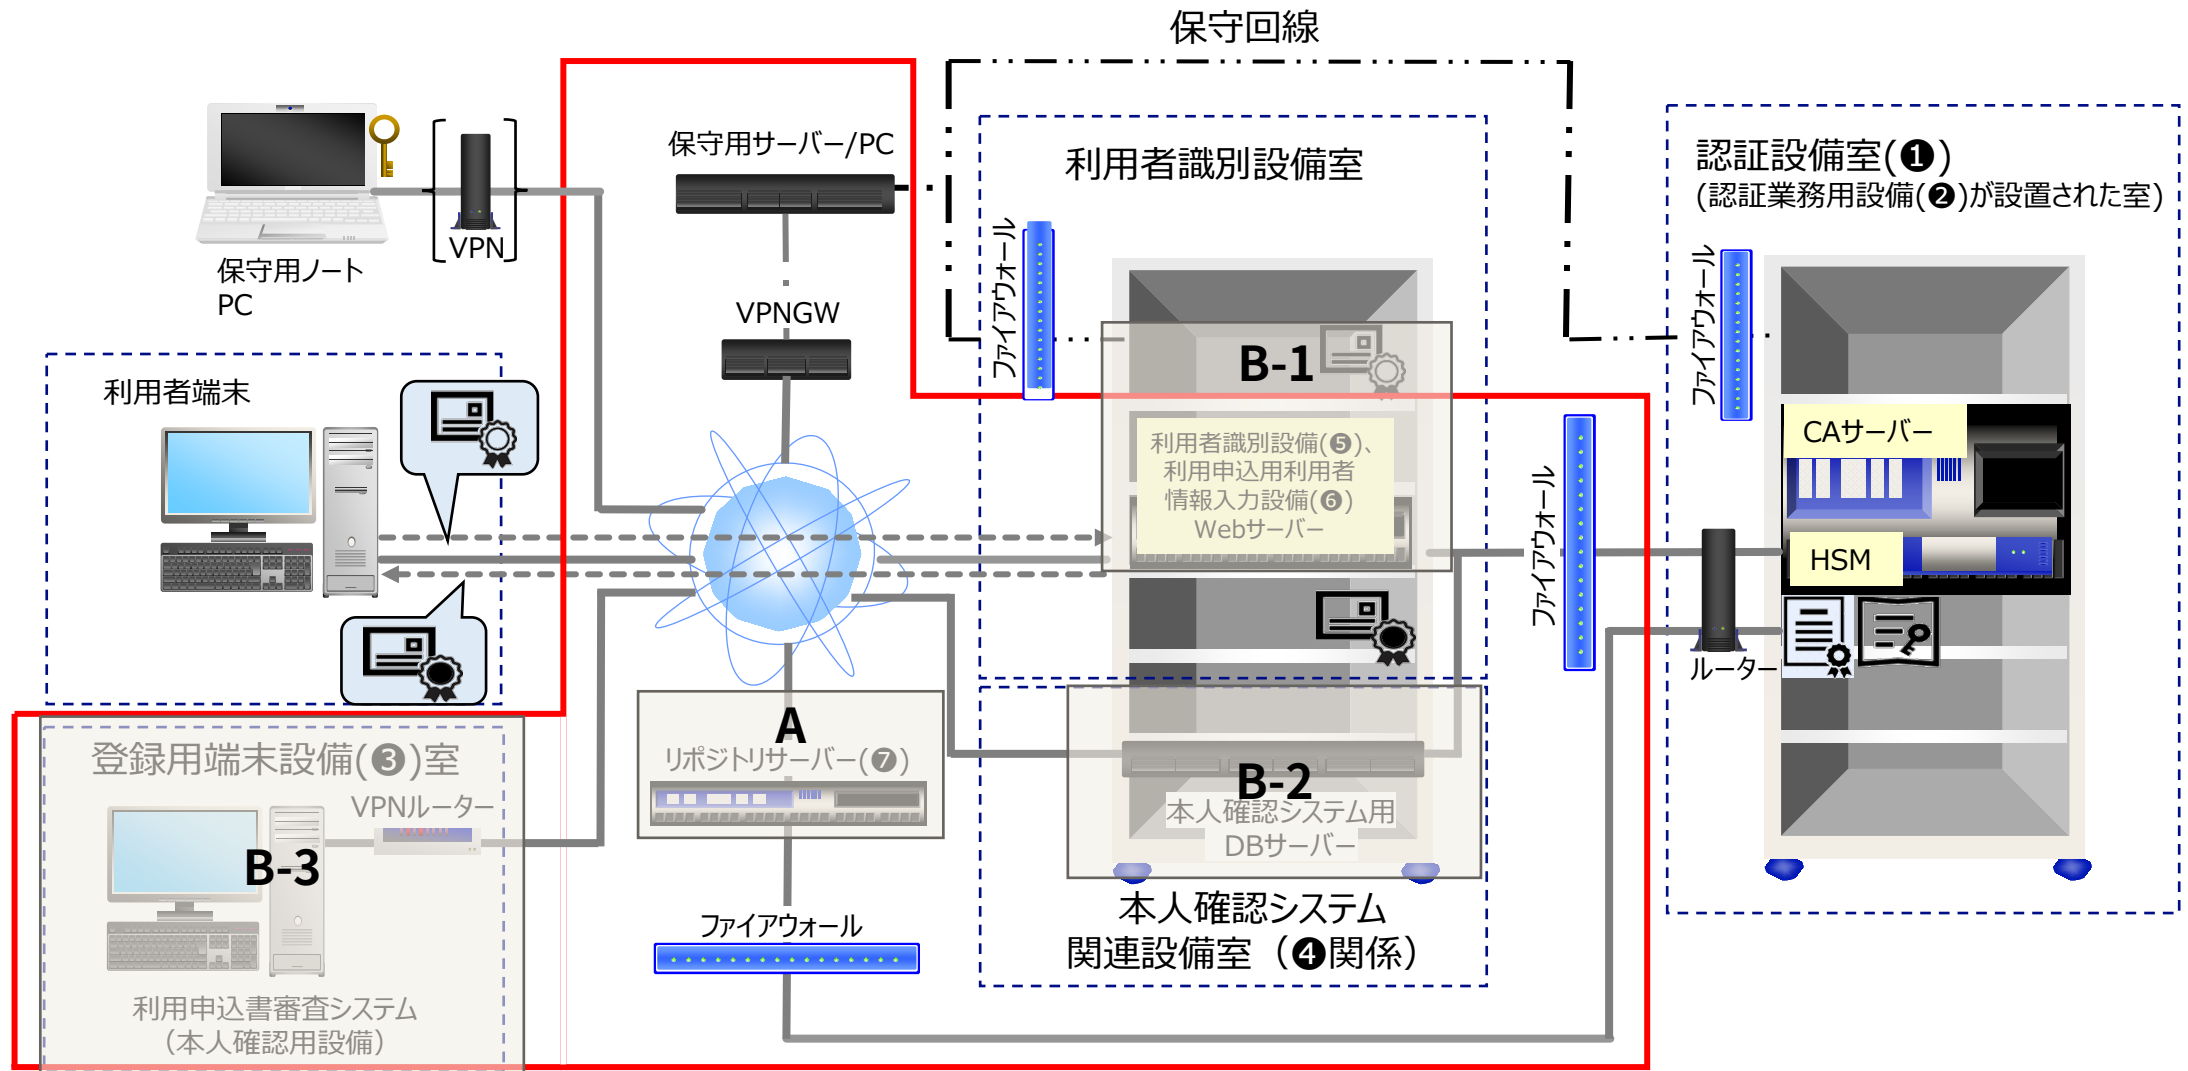 保守回線
保守用サーバー/PC
利用者識別設備室
認証設備室(❶)
(認証業務用設備(❷)が設置された室)
VPN
保守用ノート
PC
ファイアウォール
ファイアウォール
VPNGW
B-1
利用者端末
利用者識別設備(❺)、
利用申込用利用者
情報入力設備(❻)
Webサーバー
CAサーバー
HSM
ファイアウォール
ルーター
A
リポジトリサーバー(❼)
登録用端末設備(❸)室
VPNルーター
B-3
利用申込書審査システム
(本人確認用設備)
B-2
本人確認システム用
DBサーバー
ファイアウォール
本人確認システム
関連設備室（❹関係）